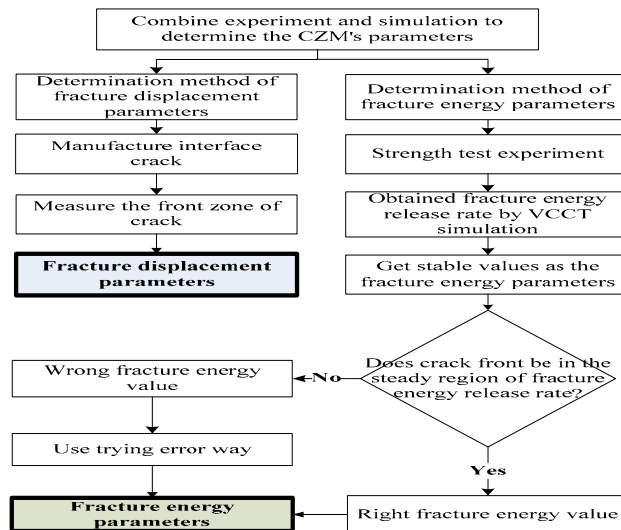 Combine experiment and simulation to
determine the CZM's parameters
Determination method of
fracture displacement
parameters
Manufacture interface
crack
Measure the front zone of
crack
Fracture displacement
parameters
Determination method of
fracture energy parameters
Strength test experiment
Obtained fracture energy
release rate by VCCT
simulation
Get stable values as the
fracture energy parameters
Does crack front be in the
steady region of fracture
energy release rate?
No
Wrong fracture energy
value
Use trying error way
Yes
Right fracture energy value
Fracture energy
parameters